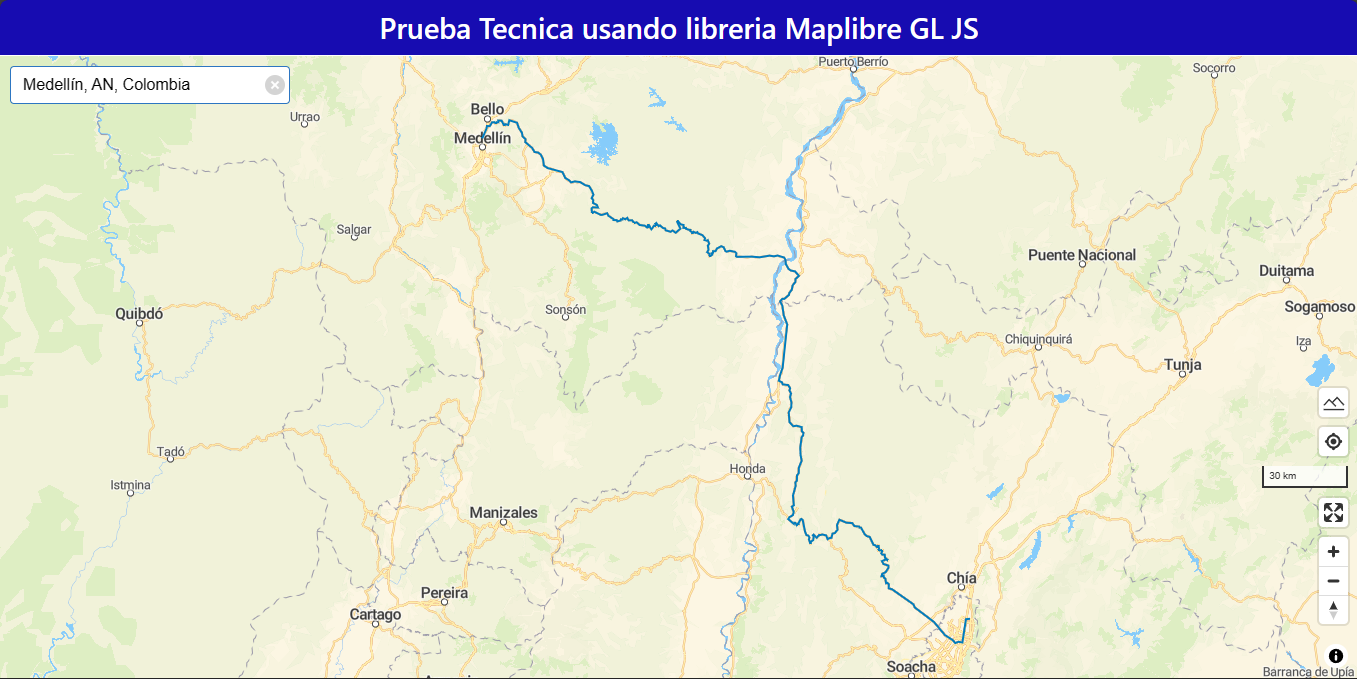 Prueba Tecnica usando libreria Maplibre GL JS
Medellín, AN, Colombia
Puerto Berrío
Socorro
Bello
Urrao
Medellín
Salgar
Puente Nacional
Duitama
Sogamoso
Sonsón
Quibdó
Chiquinquirá
Iza
Tunja
Tadó
Honda
30 km
Istmina
Manizales
Chía
Pereira
Cartago
Soacha
Barranca de Upía